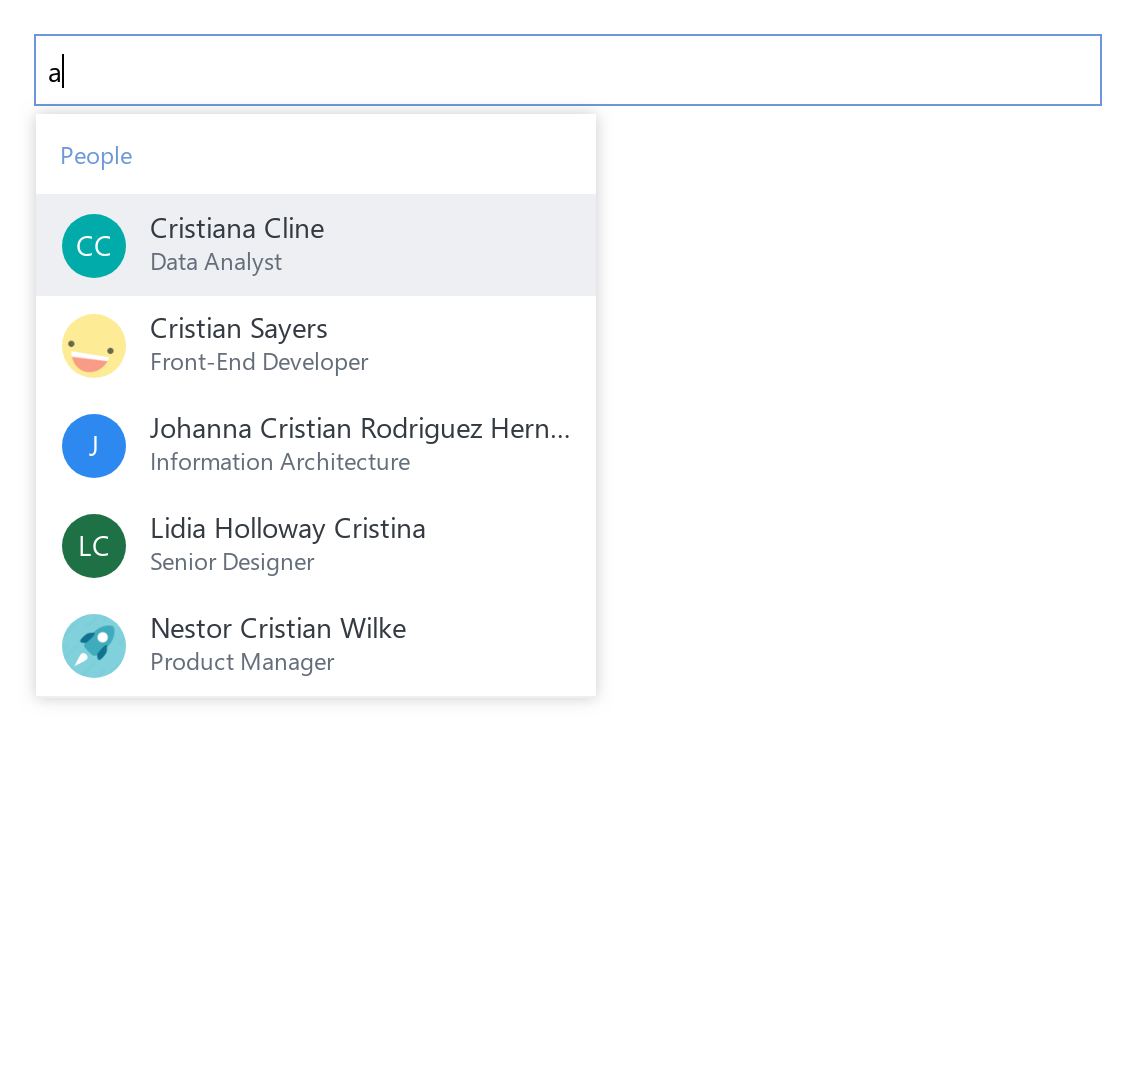 a
People
CC
Cristiana Cline
Data Analyst
Cristian Sayers
Front-End Developer
J
Johanna Cristian Rodriguez Hern...
Information Architecture
LC
Lidia Holloway Cristina
Senior Designer
Nestor Cristian Wilke
Product Manager